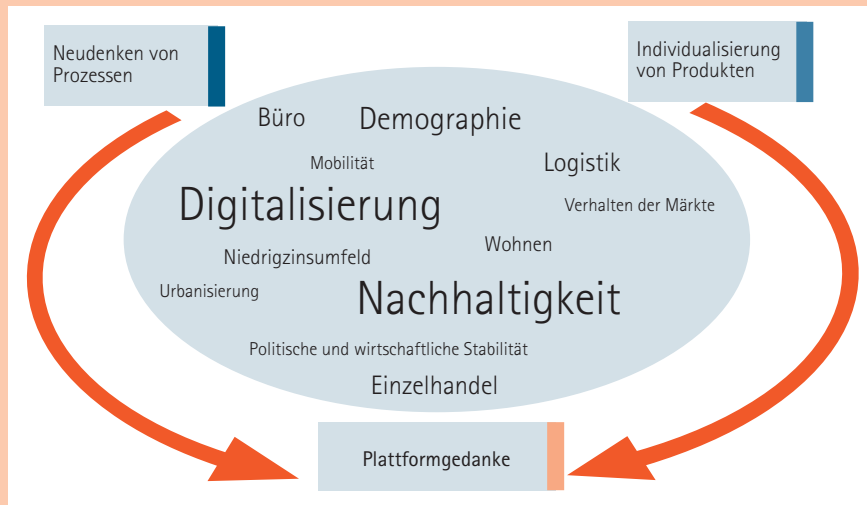 Neudenken von
Prozessen
Individualisierung
von Produkten
Büro
Demographie
Mobilität
Logistik
Digitalisierung
Verhalten der Märkte
Wohnen
Niedrigzinsumfeld
Urbanisierung
Nachhaltigkeit
Politische und wirtschaftliche Stabilität
Einzelhandel
Plattformgedanke